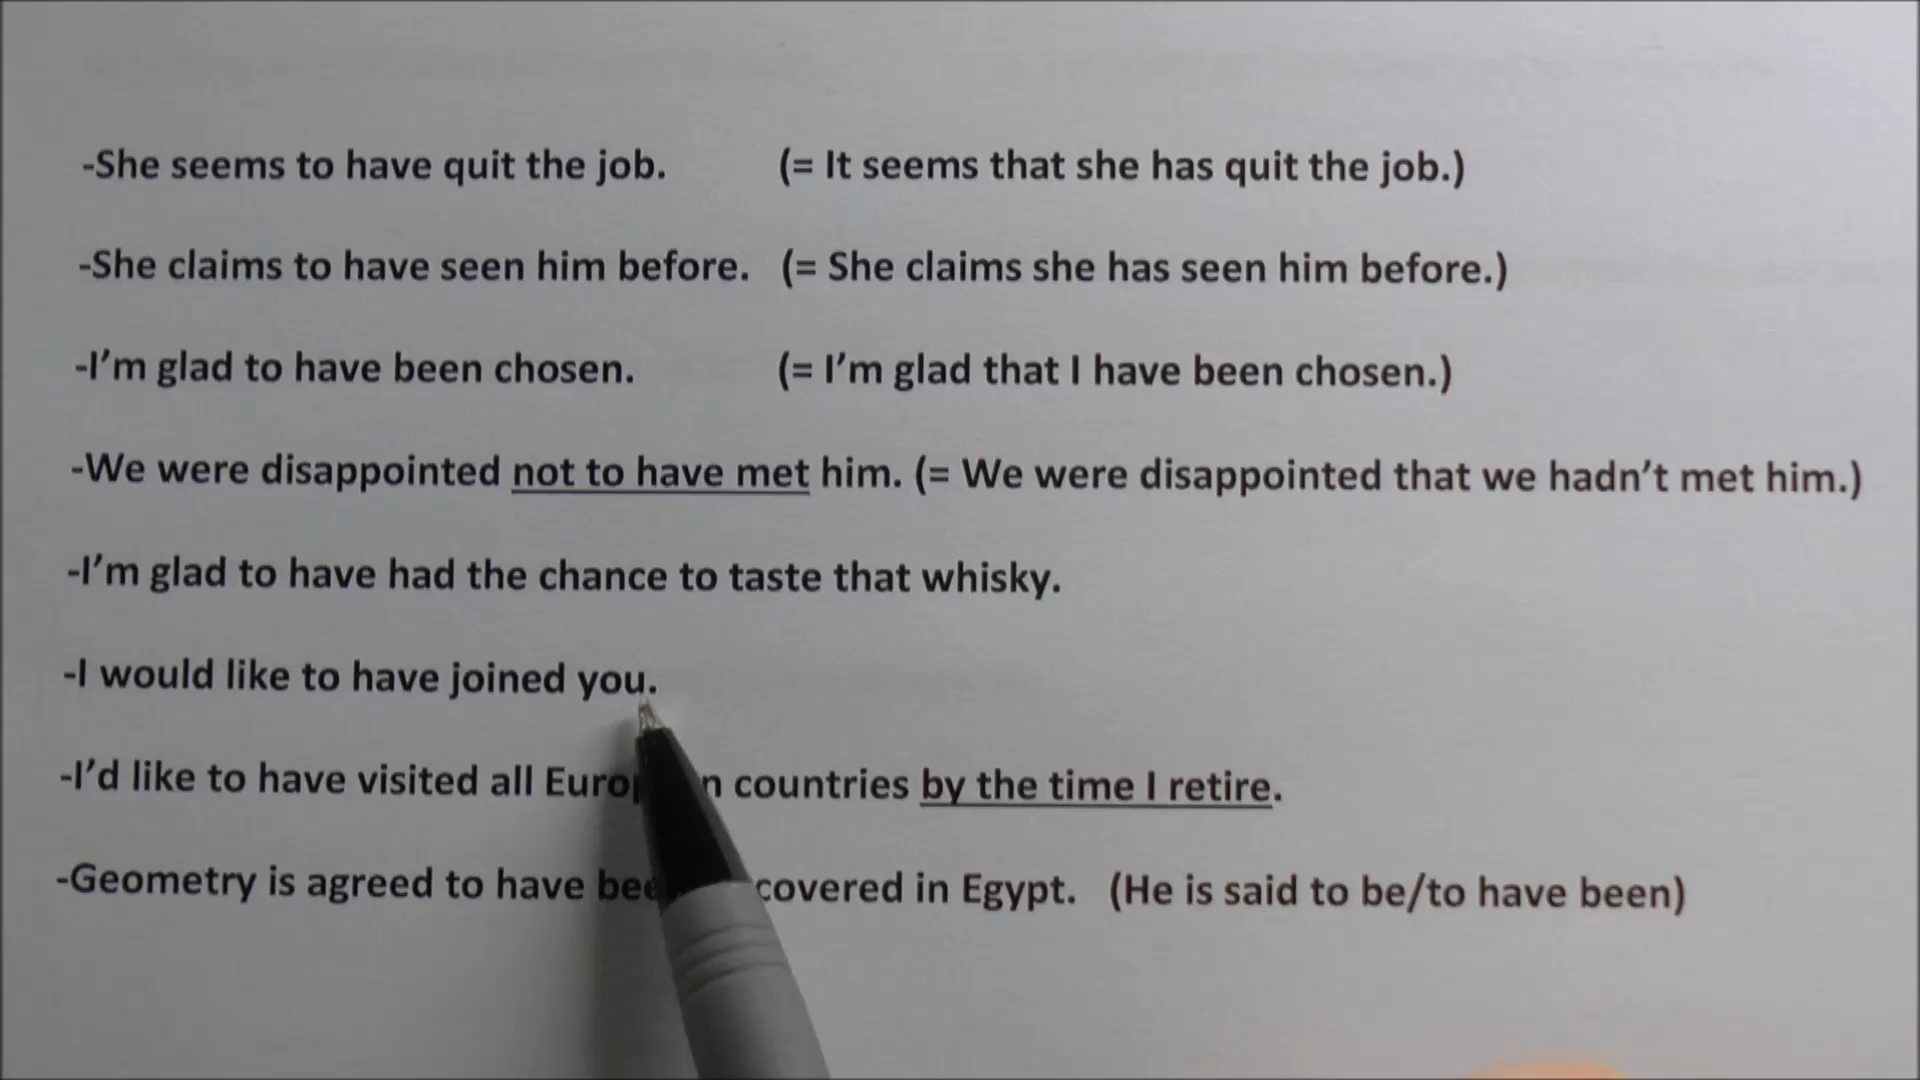 -She seems to have quit the job. (= It seems that she has quit the job.)
-She claims to have seen him before. (= She claims she has seen him before.)
-I'm glad to have been chosen. (= I'm glad that I have been chosen.)
-We were disappointed not to have met him. (= We were disappointed that we hadn't met him.)
-I'm glad to have had the chance to taste that whisky.
-I would like to have joined you.
-I'd like to have visited all countries by the time I retire.
-Geometry is agreed to have in Egypt. (He is said to be/to have been)